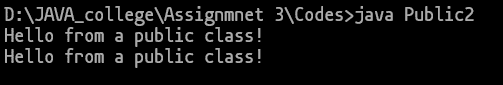 D:\JAVA_college\Assignmnet 3\Codes>java Public2
Hello from a public class!
Hello from a public class!